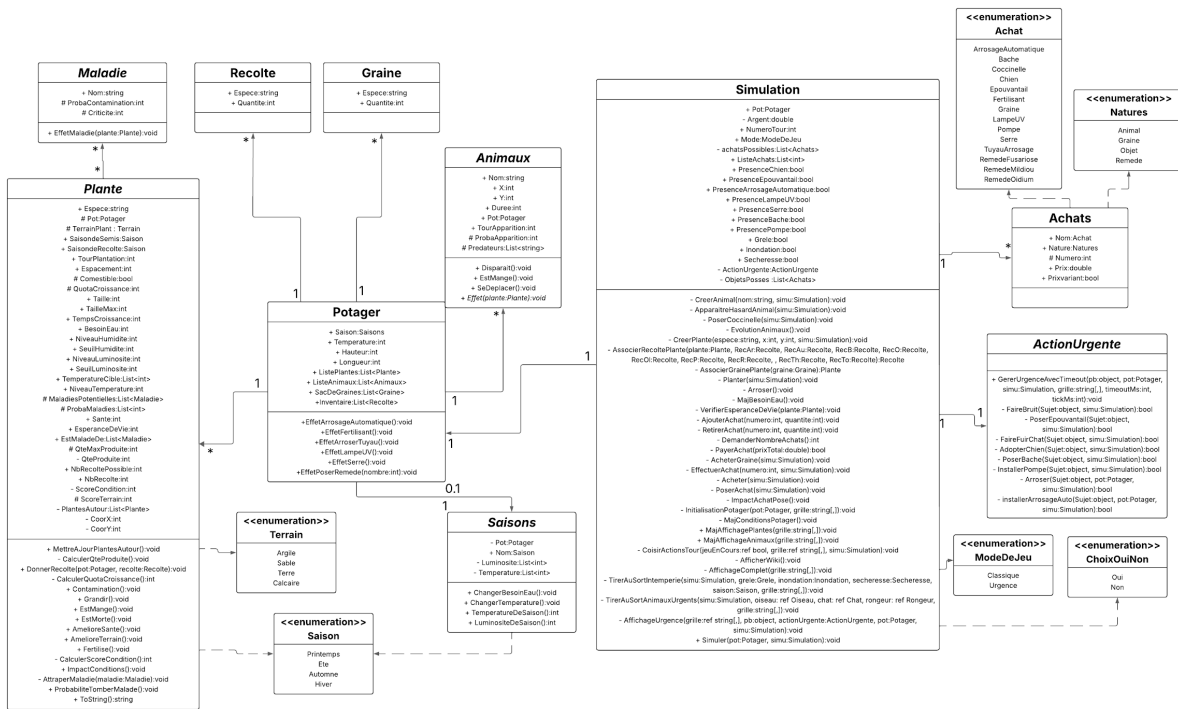 Maladie
+ Nom:string
# ProbaContamination:int
# Criticite:int
+ EffetMaladie(plante:Plante):void
Recolte
+ Espece:string
+ Quantite:int
Graine
+ Espece:string
+ Quantite:int
*
*
*
*
Plante
+ Espece:string
# Pot:Potager
# TerrainPlant : Terrain
+ SaisondeSemis:Saison
+ SaisondeRecolte:Saison
+ TourPlantation:int
+ Espacement:int
# Comestible:bool
# QuotaCroissance:int
+ Taille:int
+ TailleMax:int
+ TempsCroissance:int
+ BesoinEau:int
+ NiveauHumidite:int
+ SeuilHumidite:int
+ NiveauLuminosite:int
+ SeuilLuminosite:int
+ TemperatureCible:List<int>
+ NiveauTemperature:int
# MaladiesPotentielles:List<Maladie>
# ProbaMaladies:List<int>
+ Sante:int
+ EsperanceDeVie:int
+ EstMaladeDe:List<Maladie>
# QteMaxProduite:int
- QteProduite:int
+ NbRecoltePossible:int
+ NbRecolte:int
- ScoreCondition:int
# ScoreTerrain:int
- PlantesAutour:List<Plante>
- CoorX:int
- CoorY:int
+ MettreAJourPlantesAutour():void
- CalculerQteProduite():void
+ DonnerRecolte(pot:Potager, recolte:Recolte):void
- CalculerQuotaCroissance():int
+ Contamination():void
+ Grandir():void
+ EstMange():void
+ EstMorte():void
+ AmelioreSante():void
+ AmelioreTerrain():void
+ Fertilise():void
- CalculerScoreCondition():int
+ ImpactConditions():void
- AttraperMaladie(maladie:Maladie):void
+ ProbabiliteTomberMalade():void
+ ToString():string
Animaux
+ Nom:string
+ X:int
+ Y:int
+ Duree:int
+ Pot:Potager
+ TourApparition:int
# ProbaApparition:int
# Predateurs:List<string>
+ Disparait():void
+ EstMange():void
+ SeDeplacer():void
+ Effet(plante:Plante):void
1
1
*
Potager
+ Saison:Saisons
+ Temperature:int
+ Hauteur:int
+ Longueur:int
+ ListePlantes:List<Plante>
+ ListeAnimaux:List<Animaux>
+ SacDeGraines:List<Graine>
+Inventaire:List<Recolte>
+EffetArrosageAutomatique():void
+EffetFertilisant():void
+EffetArroserTuyau():void
+EffetLampeUV():void
+EffetSerre():void
+EffetPoserRemede(nombre:int):void
1
*
1
1
1
0.1
1
<<enumeration>>
Terrain
Argile
Sable
Terre
Calcaire
<<enumeration>>
Saison
Printemps
Ete
Automne
Hiver
Saisons
- Pot:Potager
+ Nom:Saison
- Luminosite:List<int>
- Temperature:List<int>
+ ChangerBesoinEau():void
+ ChangerTemperature():void
+ TemperatureDeSaison():int
+ LuminositeDeSaison():int
Simulation
+ Pot:Potager
- Argent:double
+ NumeroTour:int
+ Mode:ModeDeJeu
- achatsPossibles:List<Achats>
+ ListeAchats:List<int>
+ PresenceChien:bool
+ PresenceEpouvantail:bool
+ PresenceArrosageAutomatique:bool
+ PresenceLampeUV:bool
+ PresenceSerre:bool
+ PresenceBache:bool
+ PresencePompe:bool
+ Grele:bool
+ Inondation:bool
+ Secheresse:bool
- ActionUrgente:ActionUrgente
- ObjetsPosses :List<Achats>
- CreerAnimal(nom:string, simu:Simulation):void
- ApparaitreHasardAnimal(simu:Simulation):void
- PoserCoccinelle(simu:Simulation):void
- EvolutionAnimaux():void
- CreerPlante(espece:string, x:int, y:int, simu:Simulation):void
- AssocierRecoltePlante(plante:Plante, RecAr:Recolte, RecAu:Recolte, RecB:Recolte, RecO:Recolte,
RecOl:Recolte, RecP:Recolte, RecR:Recolte, , RecTh:Recolte, RecTo:Recolte):Recolte
- AssocierGrainePlante(graine:Graine):Plante
- Planter(simu:Simulation):void
- Arroser():void
- MajBesoinEau():void
- VerifierEsperanceDeVie(plante:Plante):void
- AjouterAchat(numero:int, quantite:int):void
- RetirerAchat(numero:int, quantite:int):void
- DemanderNombreAchats():int
- PayerAchat(prixTotal:double):bool
- AcheterGraine(simu:Simulation):void
- EffectuerAchat(numero:int, simu:Simulation):void
- Acheter(simu:Simulation):void
- PoserAchat(simu:Simulation):void
- ImpactAchatPose():void
- InitialisationPotager(pot:Potager, grille:string[,]):void
- MajConditionsPotager():void
+ MajAffichagePlantes(grille:string[,]):void
+ MajAffichageAnimaux(grille:string[,]):void
- CoisirActionsTour(jeuEnCours:ref bool, grille:ref string[,], simu:Simulation):void
- AfficherWiki():void
- AffichageComplet(grille:string[,]):void
- TirerAuSortIntemperie(simu:Simulation, grele:Grele, inondation:Inondation, secheresse:Secheresse,
saison:Saison, grille:string[,]):void
- TirerAuSortAnimauxUrgents(simu:Simulation, oiseau: ref Oiseau, chat: ref Chat, rongeur: ref Rongeur,
grille:string[,]):void
- AffichageUrgence(grille:ref string[,], pb:object, actionUrgente:ActionUrgente, pot:Potager,
simu:Simulation):void
+ Simuler(pot:Potager, simu:Simulation):void
<<enumeration>>
Achat
ArrosageAutomatique
Bache
Coccinelle
Chien
Epouvantail
Fertilisant
Graine
LampeUV
Pompe
Serre
TuyauArrosage
RemedeFusariose
RemedeMildiou
RemedeOidium
<<enumeration>>
Natures
Animal
Graine
Objet
Remede
Achats
+ Nom:Achat
+ Nature:Natures
# Numero:int
+ Prix:double
+ Prixvariant:bool
*
1
ActionUrgente
+ GererUrgenceAvecTimeout(pb:object, pot:Potager,
simu:Simulation, grille:string[,], timeoutMs:int,
tickMs:int):void
- FaireBruit(Sujet:object, simu:Simulation):bool
- PoserEpouvantail(Sujet:object,
simu:Simulation):bool
- FaireFuirChat(Sujet:object, simu:Simulation):bool
- AdopterChien(Sujet:object, simu:Simulation):bool
- PoserBache(Sujet:object, simu:Simulation):bool
- InstallerPompe(Sujet:object, simu:Simulation):bool
- Arroser(Sujet:object, pot:Potager,
simu:Simulation):bool
- installerArrosageAuto(Sujet:object, pot:Potager,
simu:Simulation):bool
1
1
<<enumeration>>
ModeDeJeu
Classique
Urgence
<<enumeration>>
ChoixOuiNon
Oui
Non